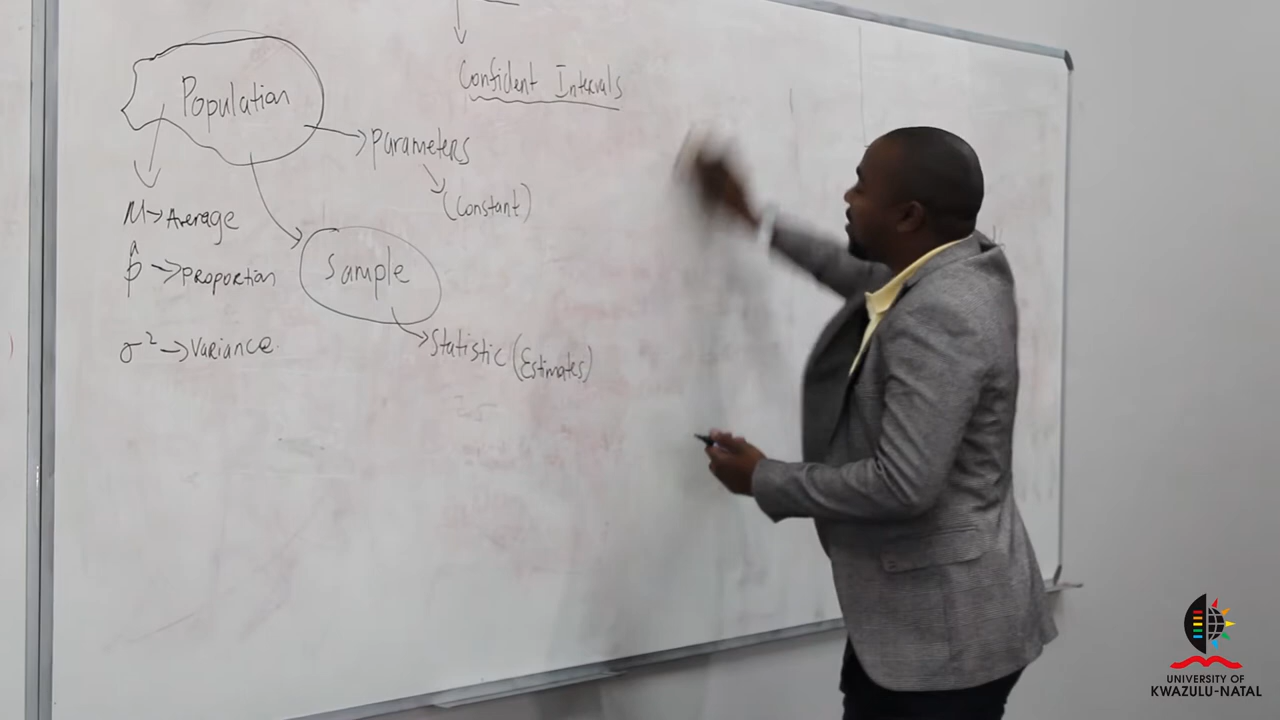 Confident Intervals
Population
Parameters
(Constant)
M → Average
p̂ → Proportion
σ² → Variance.
Sample
Statistic (Estimates)
UNIVERSITY OF
KWAZULU-NATAL